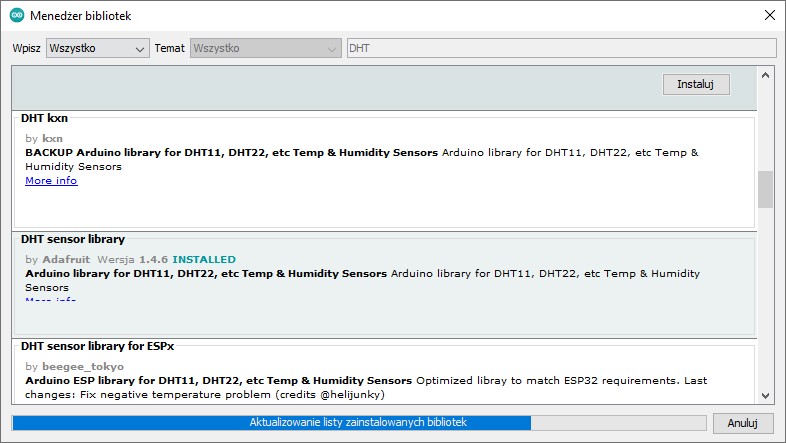 Menedżer bibliotek
Wpisz Wszystko Temat Wszystko DHT
Instaluj
DHT kxn
by kxn
BACKUP Arduino library for DHT11, DHT22, etc Temp & Humidity Sensors Arduino library for DHT11, DHT22, etc Temp &
Humidity Sensors
More info
DHT sensor library
by Adafruit Wersja 1.4.6 INSTALLED
Arduino library for DHT11, DHT22, etc Temp & Humidity Sensors Arduino library for DHT11, DHT22, etc Temp & Humidity
Sensors
More info
DHT sensor library for ESPx
by beegee_tokyo
Arduino ESP library for DHT11, DHT22, etc Temp & Humidity Sensors Optimized libray to match ESP32 requirements. Last
changes: Fix negative temperature problem (credits @helijunky)
Aktualizowanie listy zainstalowanych bibliotek
Anuluj